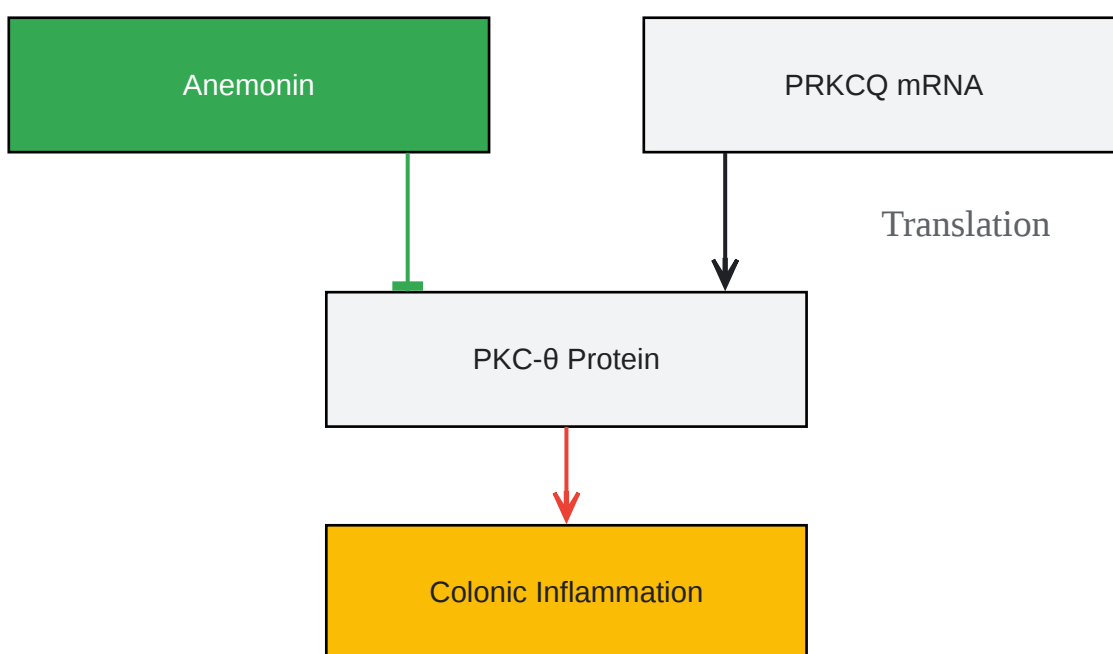 Anemonin
PRKCQ mRNA
Translation
PKC-θ Protein
Colonic Inflammation